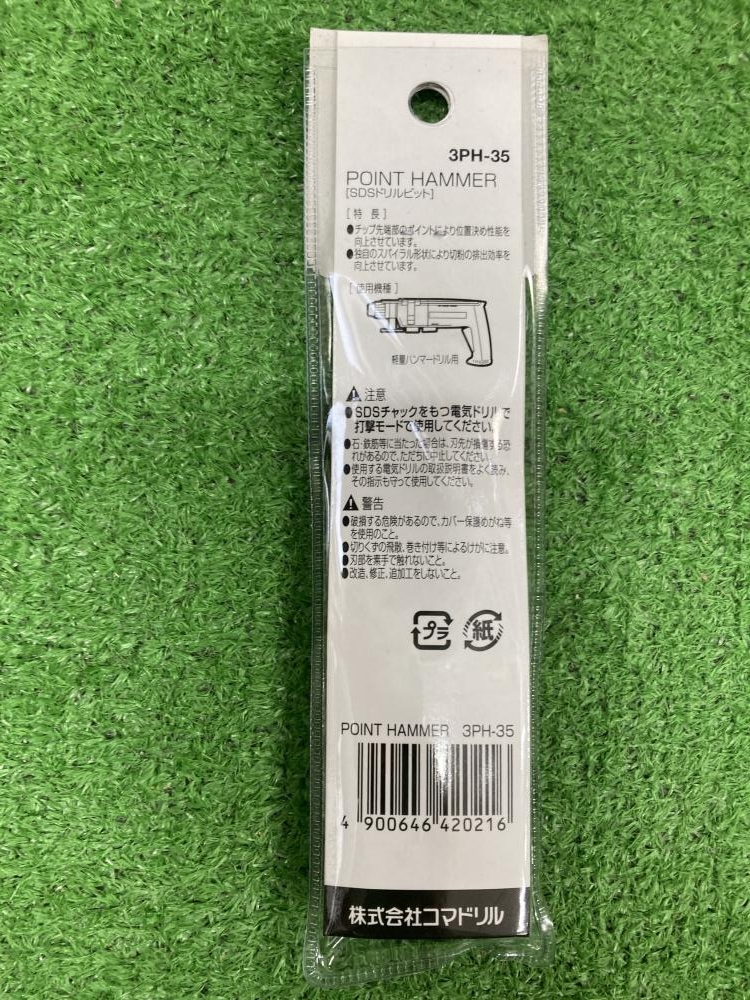 3PH-35
POINT HAMMER
[SDSドリルビット]
[特長]
●チップ先端部のポイントにより位置決め性能を
向上させています。
●独自のスパイラル形状により切粉の排出効率を
向上させています。
[使用機種]
軽量ハンマードリル用
注意
●SDSチャックをもつ電気ドリルで
打撃モードで使用してください。
●石・鉄筋等に当たった場合は、刃先が損傷する恐
れがあるので、ただちに中止してください。
●使用する電気ドリルの取扱説明書をよく読み、
その指示も守って使用してください。
警告
●破損する危険があるので、カバー保護めがね等
を使用のこと。
●切りくずの飛散、巻き付け等によるけがに注意。
●刃部を素手で触れないこと。
●改造、修正、追加工をしないこと。
プラ 紙
POINT HAMMER 3PH-35
4 900646 420216
株式会社コマドリル